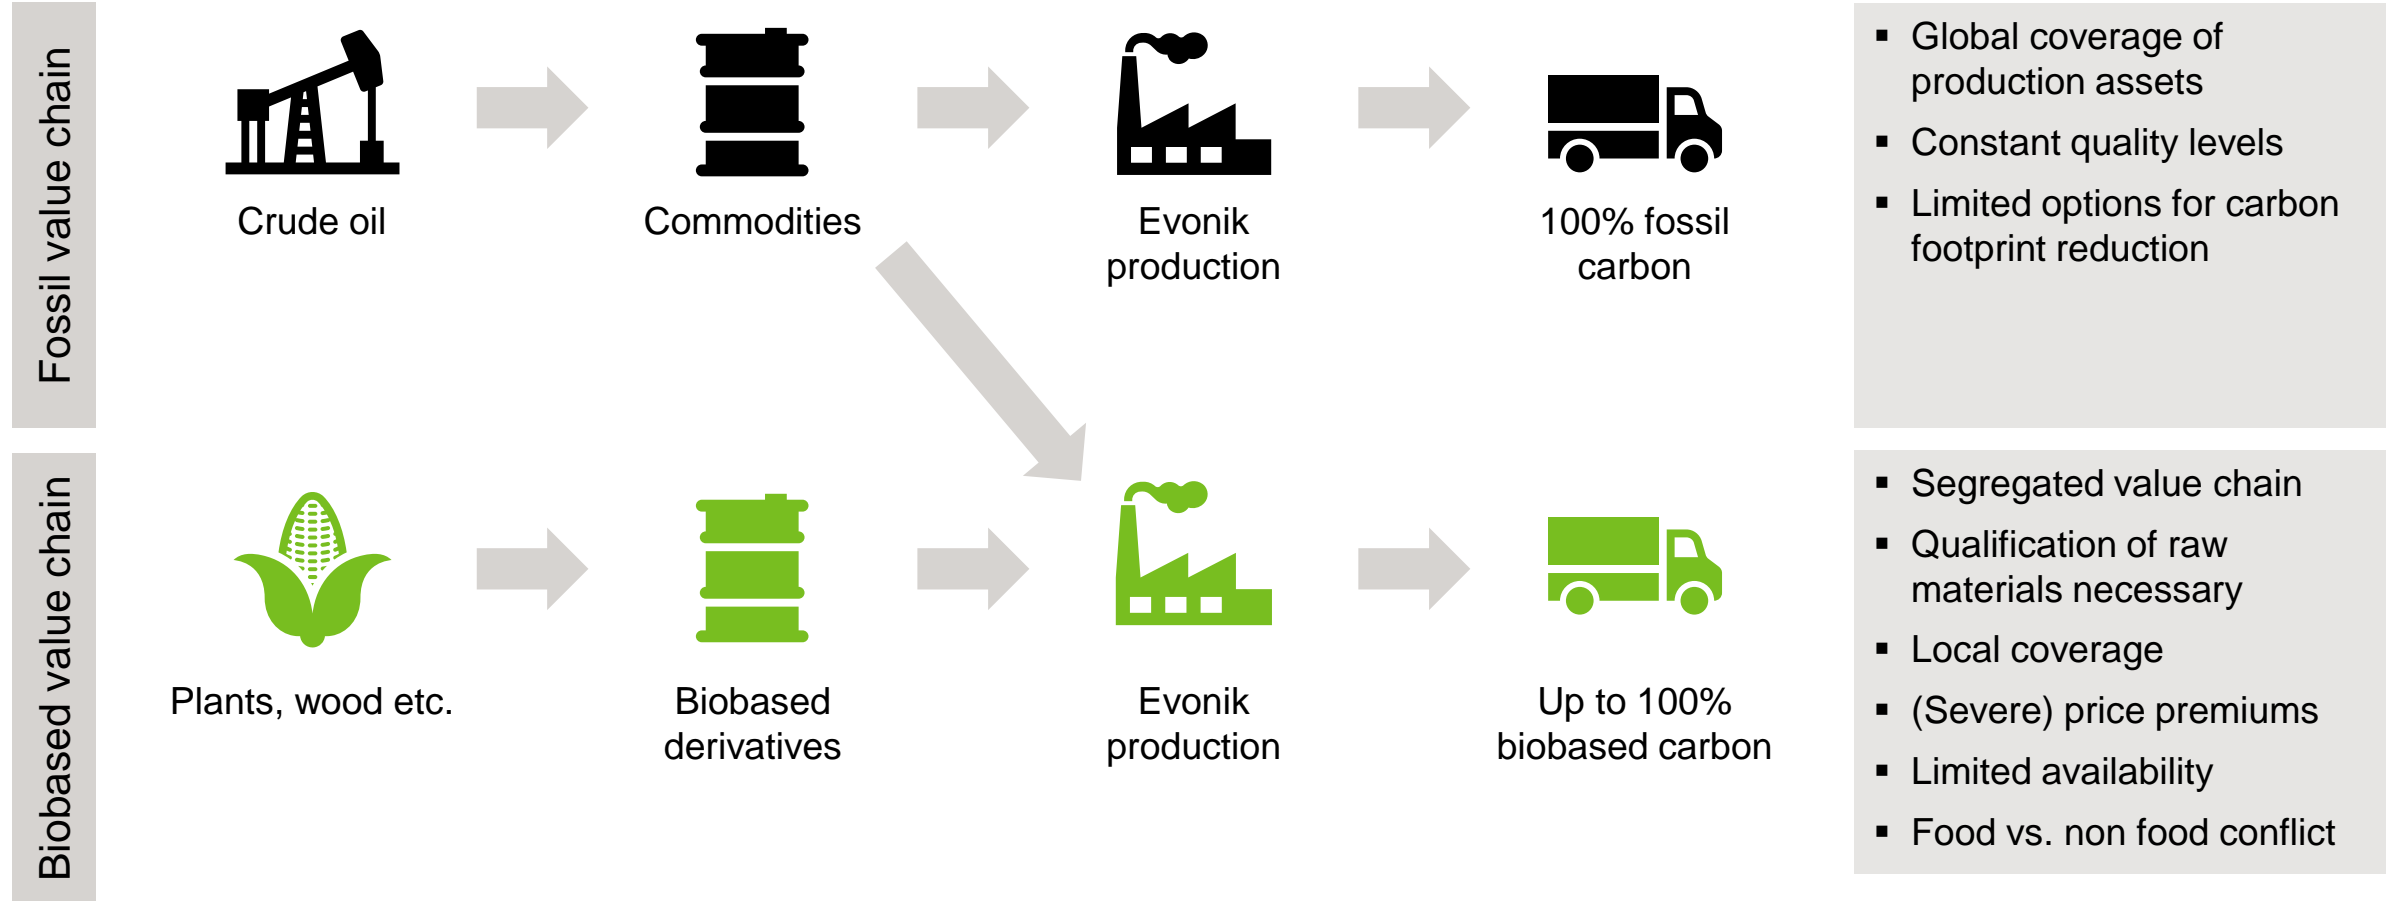 Fossil value chain
Crude oil
Commodities
Evonik
production
100% fossil
carbon
▪ Global coverage of
production assets
▪ Constant quality levels
▪ Limited options for carbon
footprint reduction
Biobased value chain
Plants, wood etc.
Biobased
derivatives
Evonik
production
Up to 100%
biobased carbon
▪ Segregated value chain
▪ Qualification of raw
materials necessary
▪ Local coverage
▪ (Severe) price premiums
▪ Limited availability
▪ Food vs. non food conflict